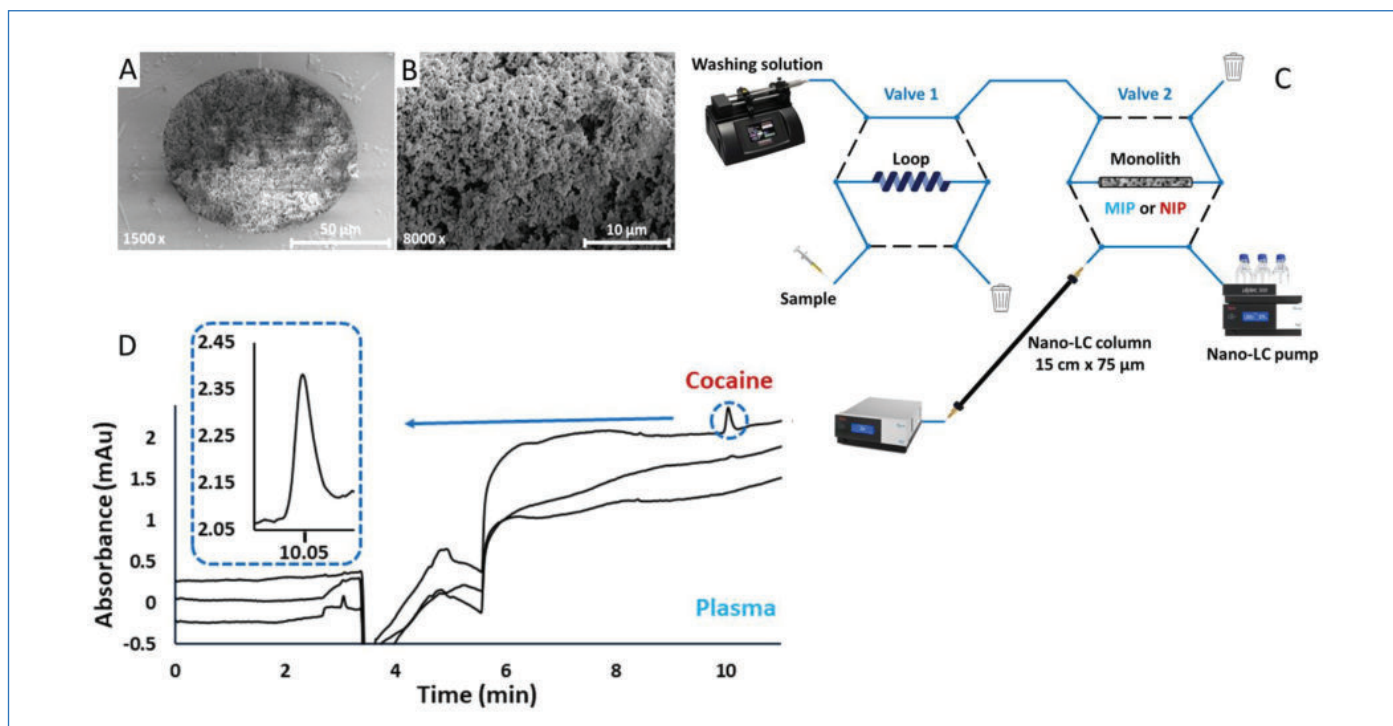 A
1500 x
50 µm
B
8000 x
10 µm
C
Washing solution
Valve 1
Valve 2
Loop
Monolith
MIP or NIP
Sample
Nano-LC column
15 cm x 75 µm
Nano-LC pump
D
2.45
2.35
2.25
2.15
2.05
10.05
Cocaine
Plasma
Absorbance (mAu)
2
1.5
1
0.5
0
-0.5
0
2
4
6
8
10
Time (min)